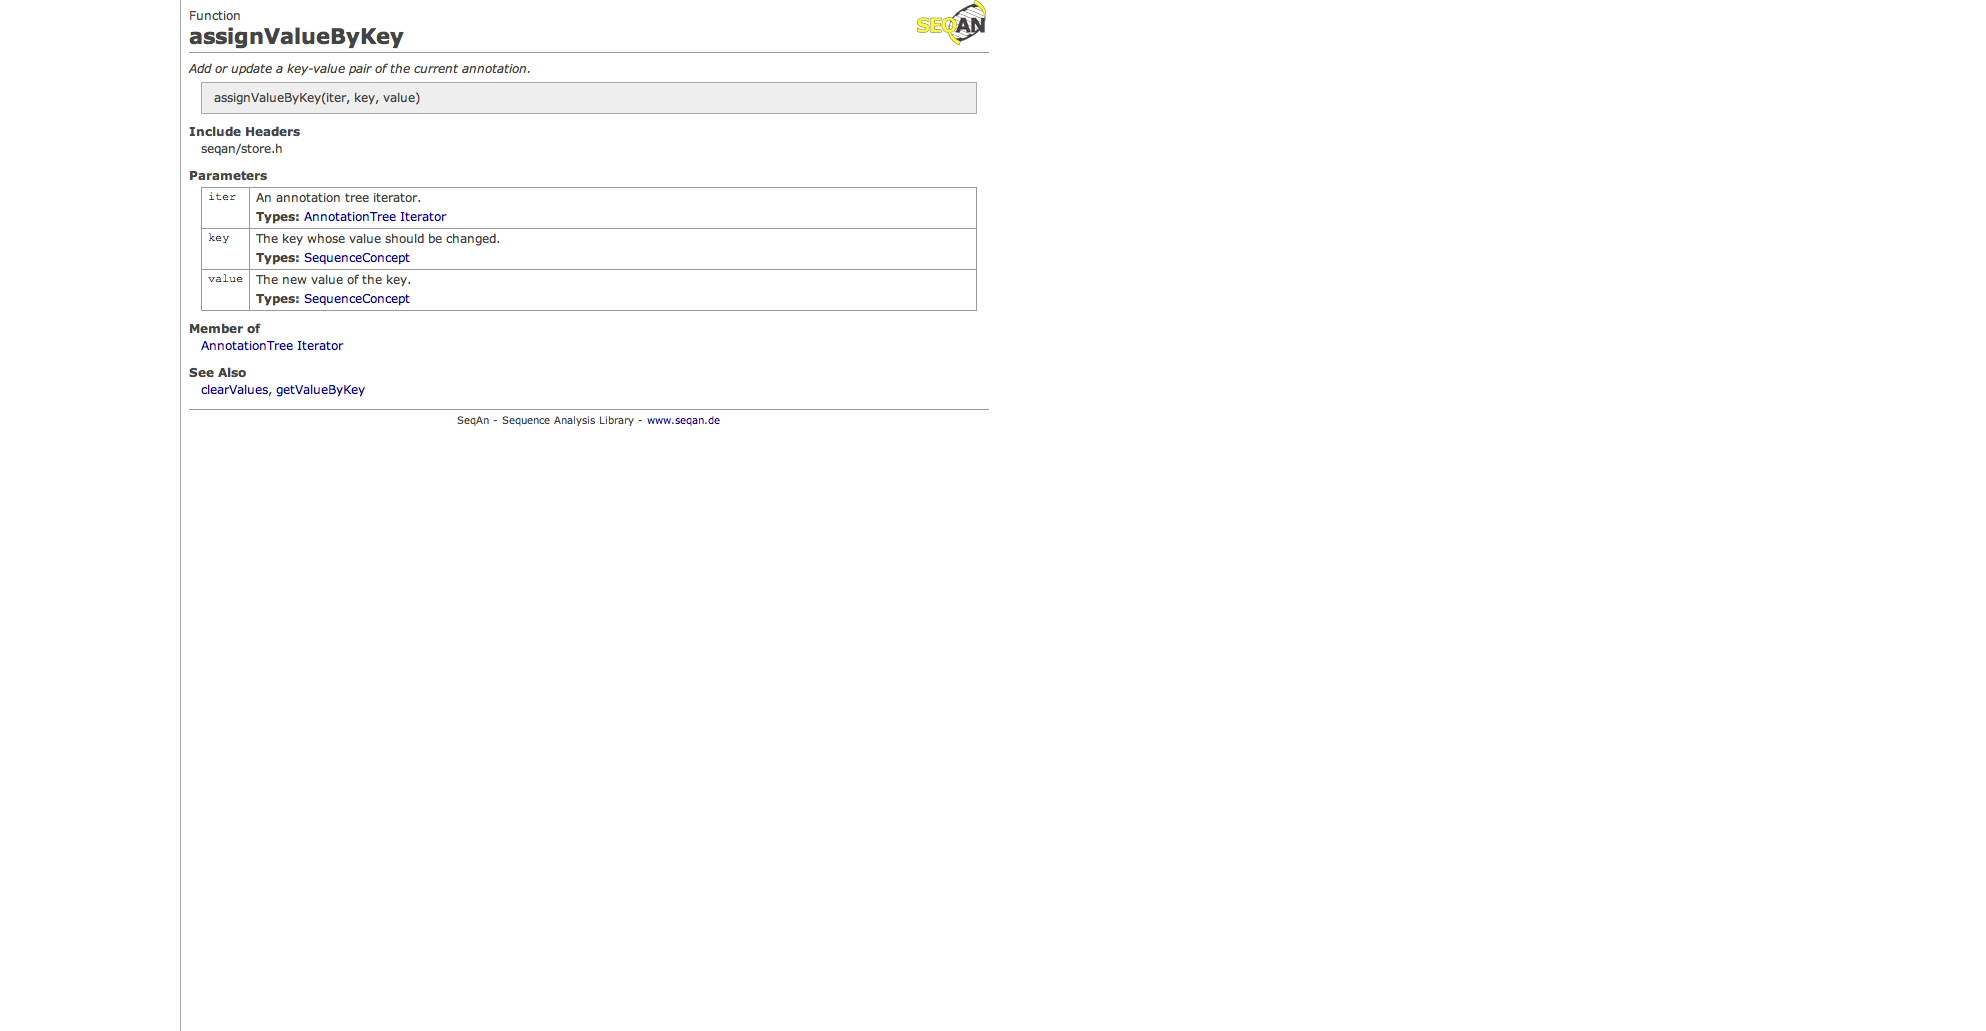 Function
SEQAN
assignValueByKey
Add or update a key-value pair of the current annotation.
assignValueByKey(iter, key, value)
Include Headers
seqan/store.h
Parameters
iter An annotation tree iterator.
Types: AnnotationTree Iterator
key The key whose value should be changed.
Types: SequenceConcept
value The new value of the key.
Types: SequenceConcept
Member of
AnnotationTree Iterator
See Also
clearValues, getValueByKey
SeqAn - Sequence Analysis Library - www.seqan.de